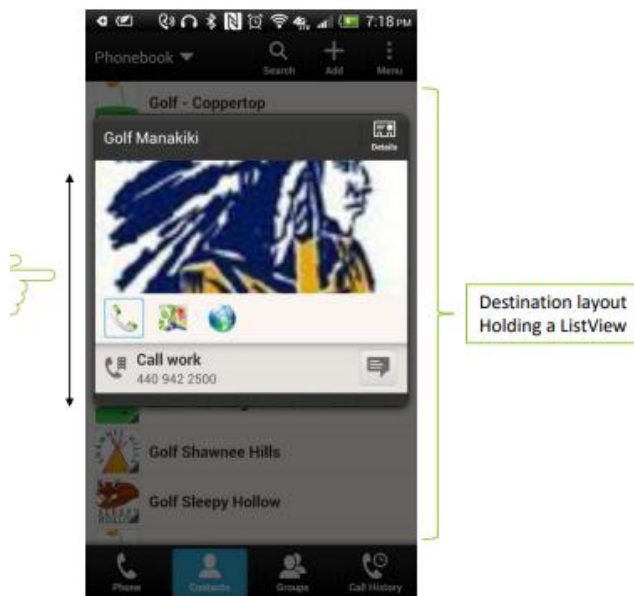 7:18 PM
Phonebook
Search
Add
Menu
Golf - Coppertop
Golf Manakiki
Details
Call work
440 942 2500
Destination layout
Holding a ListView
Golf Shawnee Hills
Golf Sleepy Hollow
Phone
Contacts
Groups
Call History